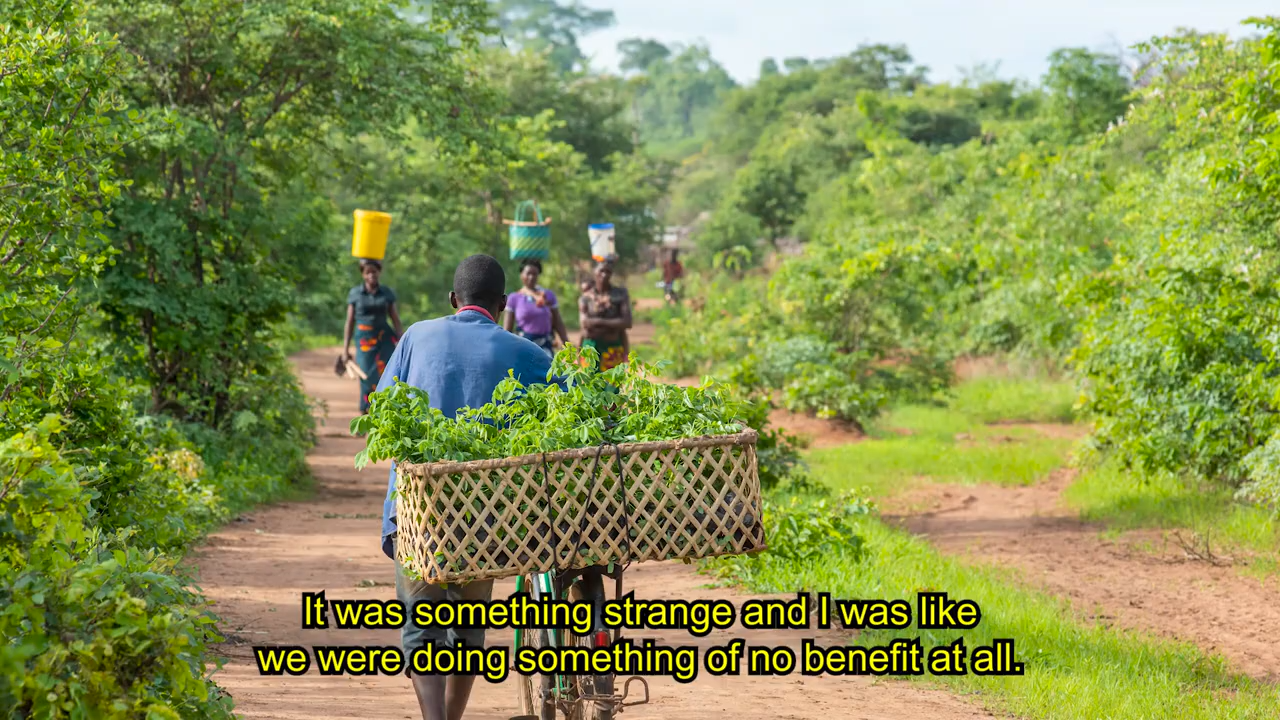 It was something strange and I was like
we were doing something of no benefit at all.